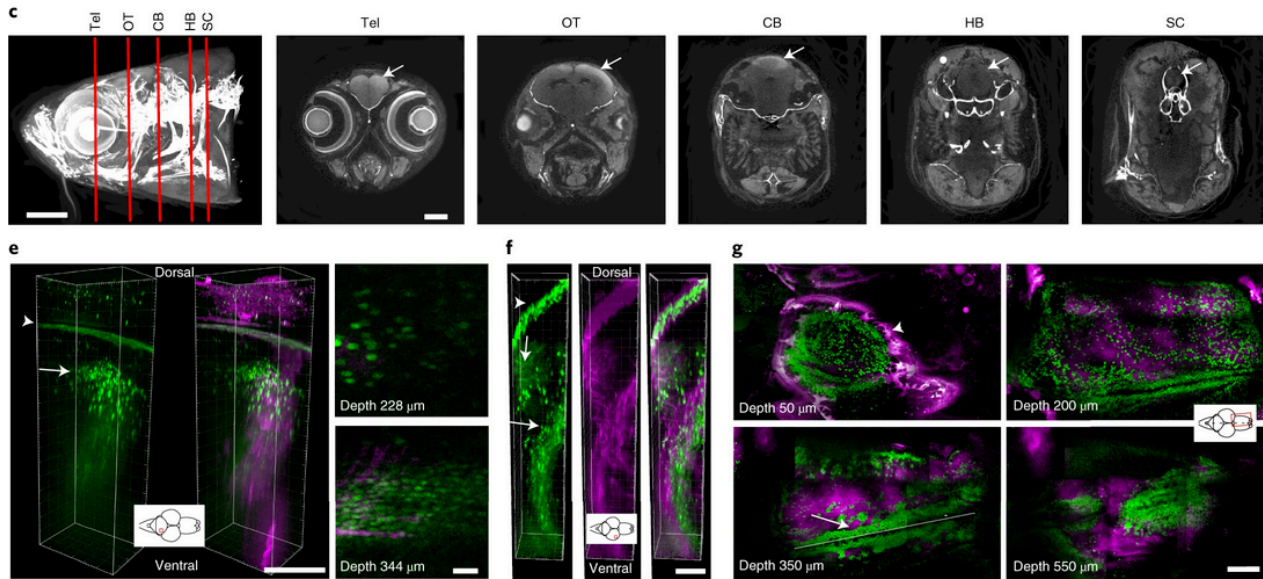 c
Tel
OT
CB
HB
SC
Tel
OT
CB
HB
SC
e
Dorsal
Ventral
Depth 228 μm
Depth 344 μm
f
Dorsal
Ventral
g
Depth 50 μm
Depth 200 μm
Depth 350 μm
Depth 550 μm